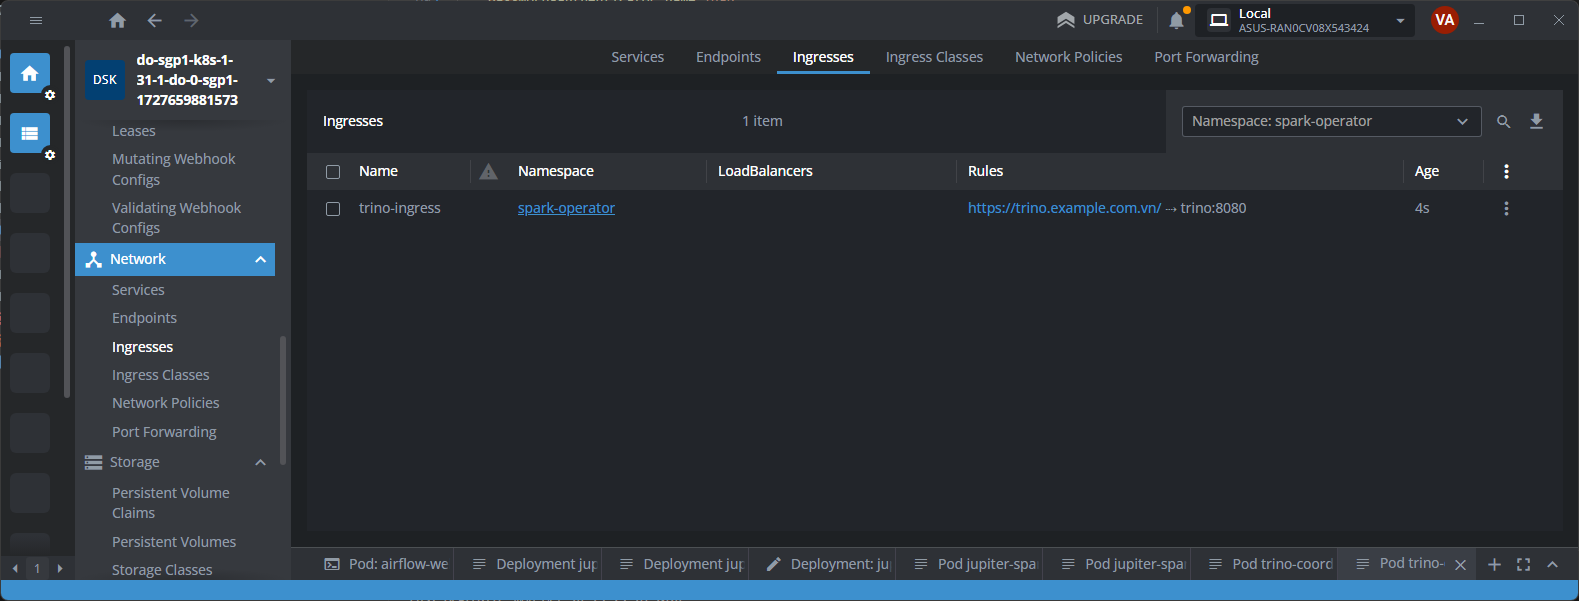 UPGRADE
Local
ASUS-RAN0CV08X543424
VA
DSK
do-sgp1-k8s-1-
31-1-do-0-sgp1-
1727659881573
Leases
Mutating Webhook
Configs
Validating Webhook
Configs
Network
Services
Endpoints
Ingresses
Ingress Classes
Network Policies
Port Forwarding
Storage
Persistent Volume
Claims
Persistent Volumes
Storage Classes
1
Services Endpoints Ingresses Ingress Classes Network Policies Port Forwarding
Ingresses 1 item Namespace: spark-operator
Name Namespace LoadBalancers Rules Age
trino-ingress spark-operator https://trino.example.com.vn/ ⇢ trino:8080 4s
Pod: airflow-we Deployment jup Deployment jup Deployment: ju Pod jupiter-spa Pod jupiter-spa Pod trino-coord Pod trino-